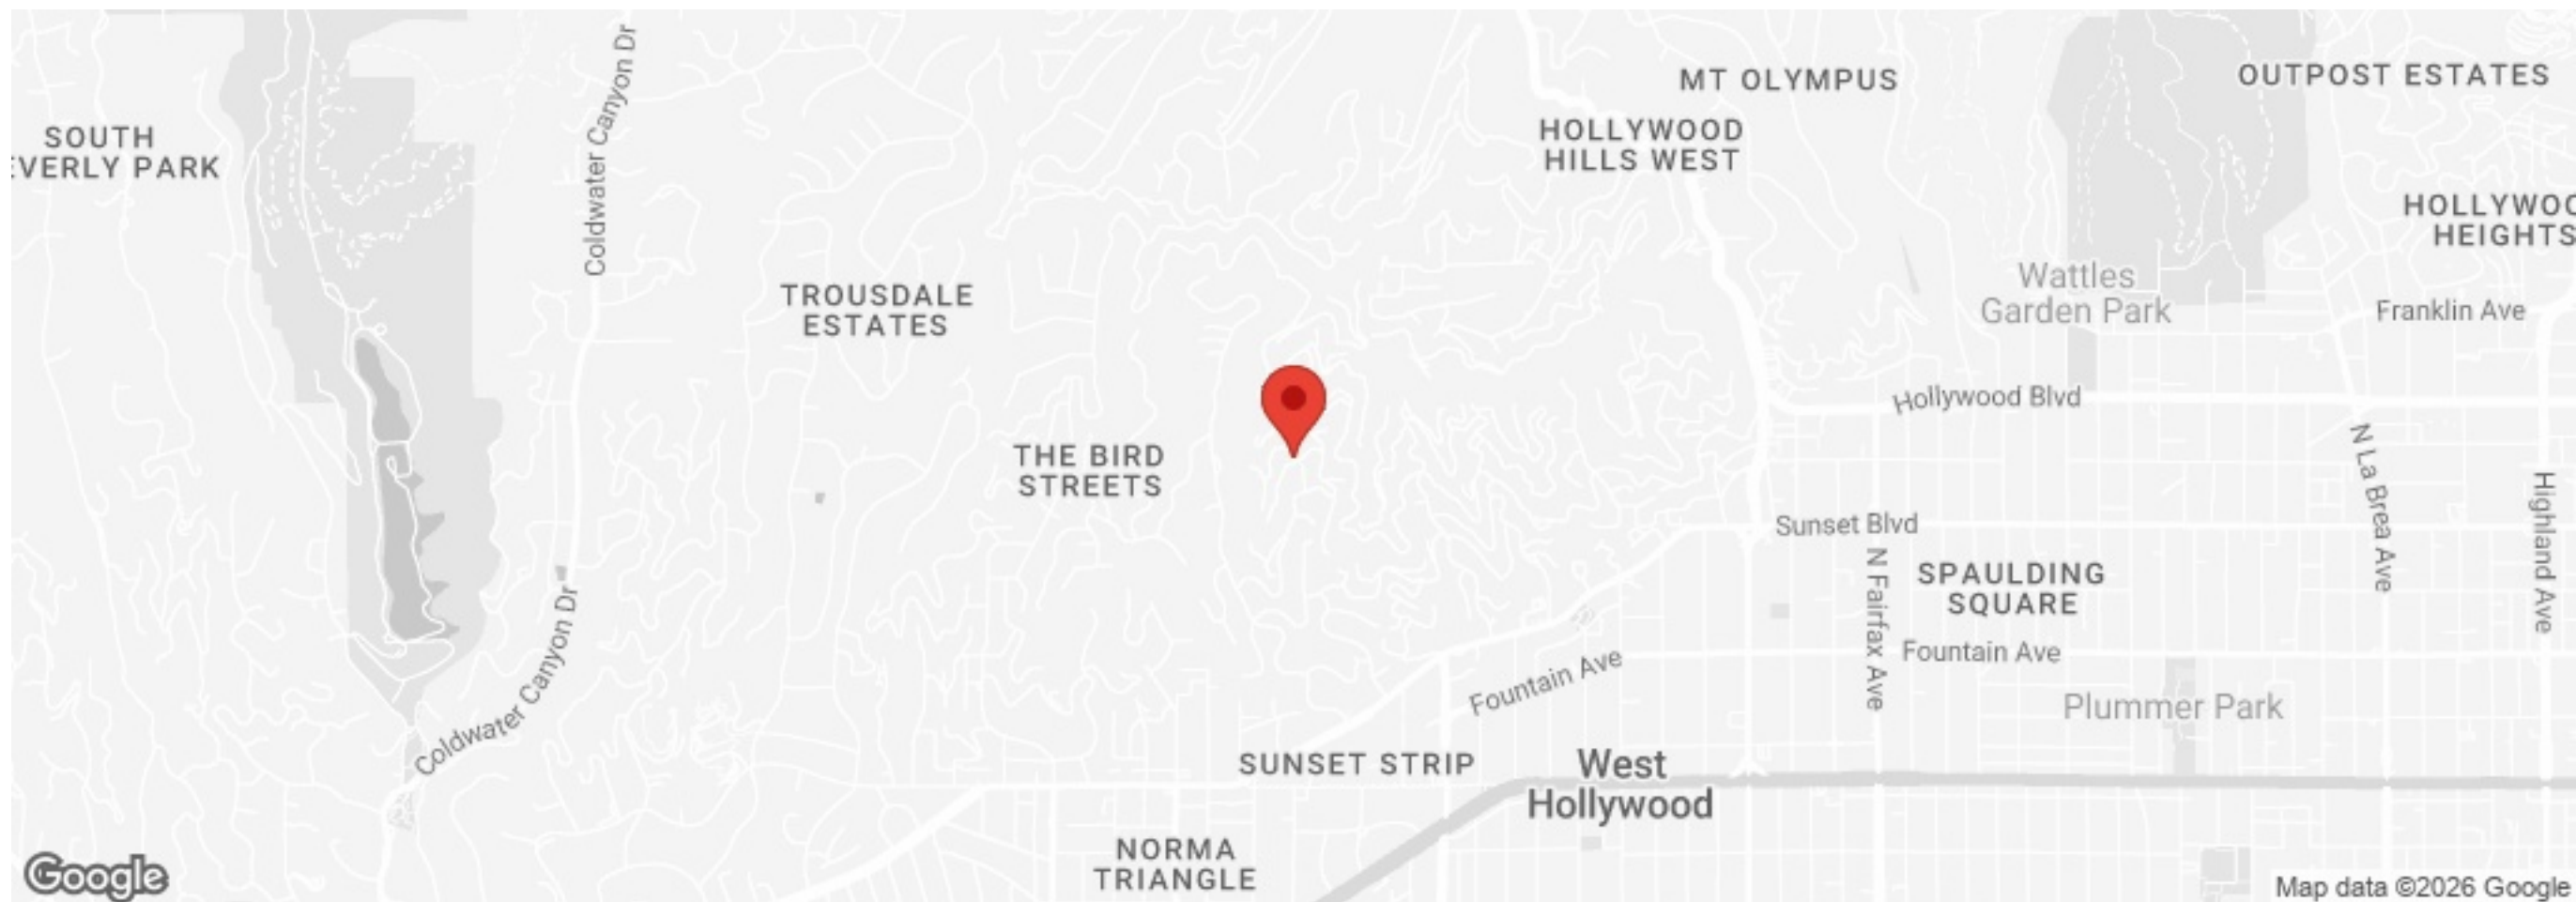 Coldwater Canyon Dr
MT OLYMPUS
OUTPOST ESTATES
SOUTH
EVERLY PARK
HOLLYWOOD
HILLS WEST
HOLLYWOO
HEIGHTS
Wattles
Garden Park
TROUSDALE
ESTATES
Franklin Ave
Hollywood Blvd
THE BIRD
STREETS
N La Brea Ave
Highland Ave
Sunset Blvd
N Fairfax Ave
SPAULDING
SQUARE
Coldwater Canyon Dr
Fountain Ave
Fountain Ave
Plummer Park
SUNSET STRIP
West
Hollywood
NORMA
TRIANGLE
Google
Map data ©2026 Google